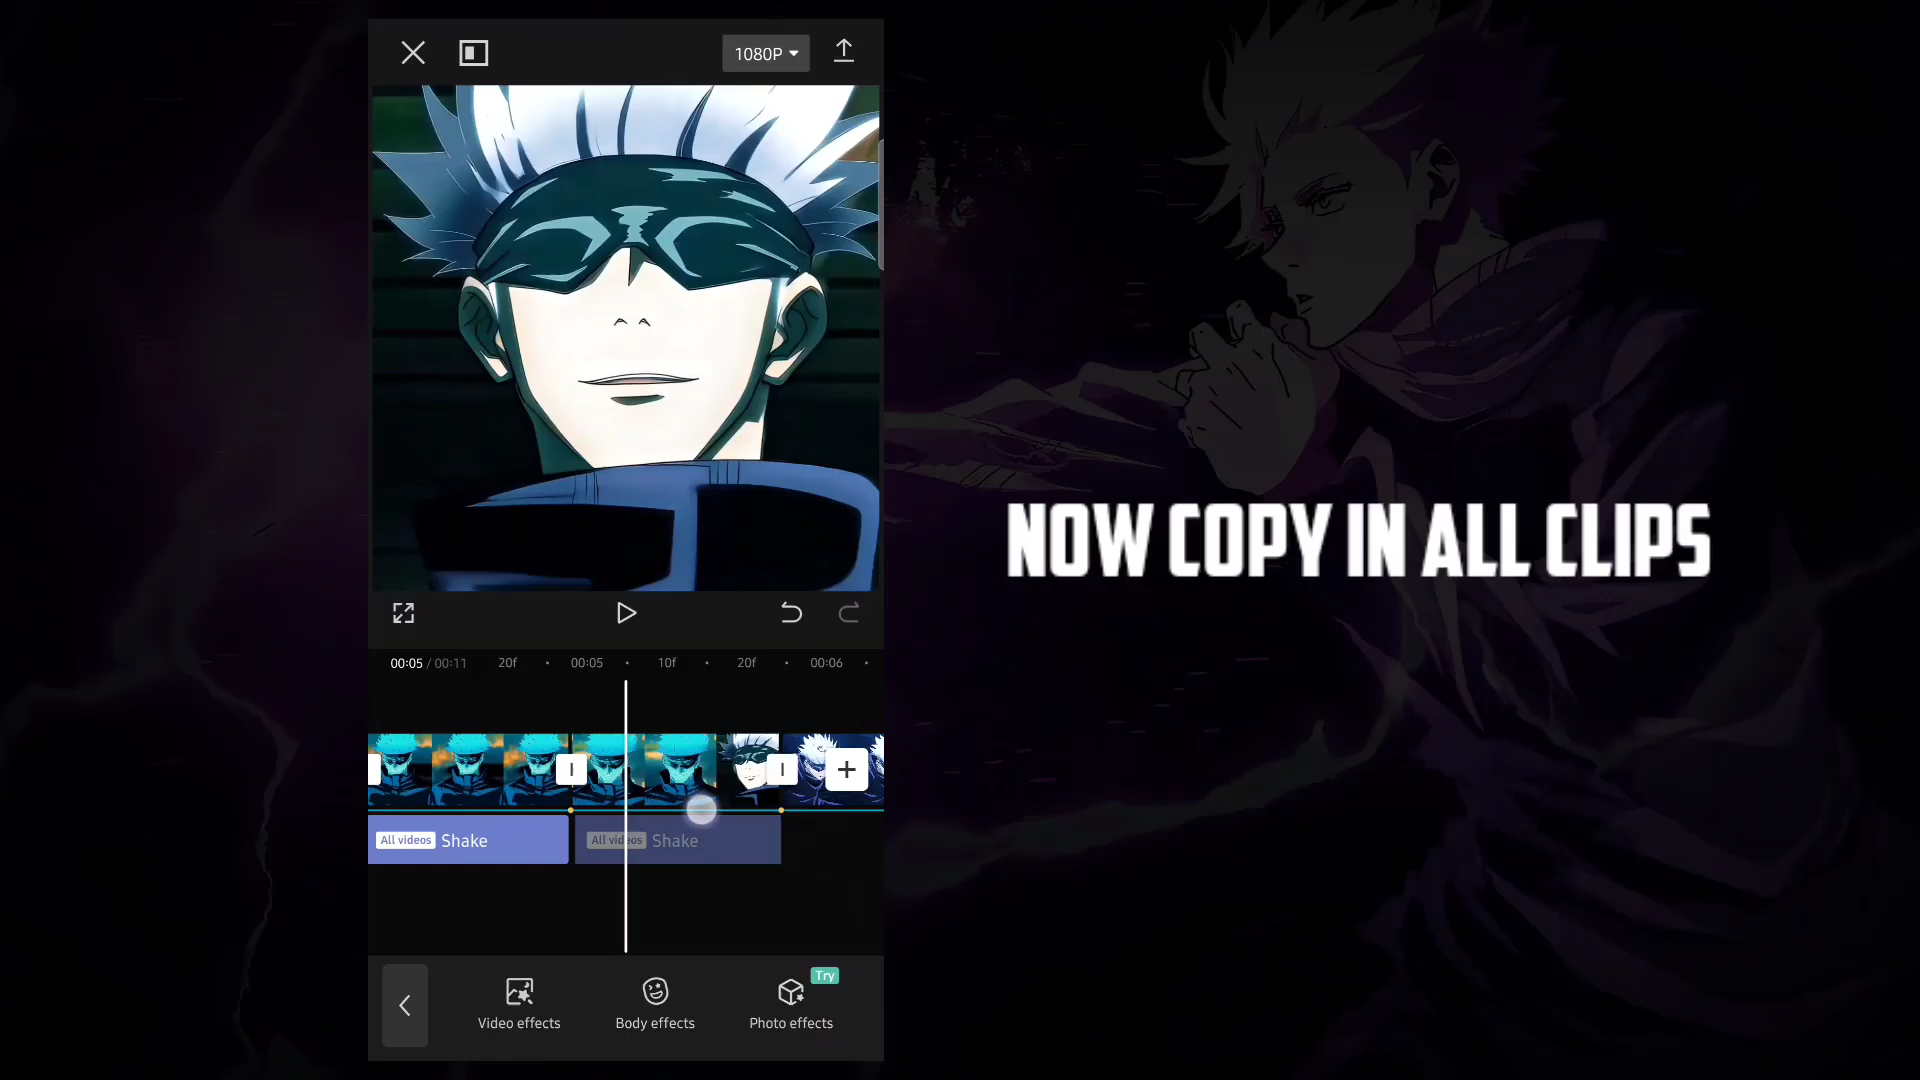 1080P
NOW COPY IN ALL CLIPS
00:05 / 00:11 20f 00:05 10f 20f 00:06
All videos Shake All videos Shake
Try
Video effects Body effects Photo effects